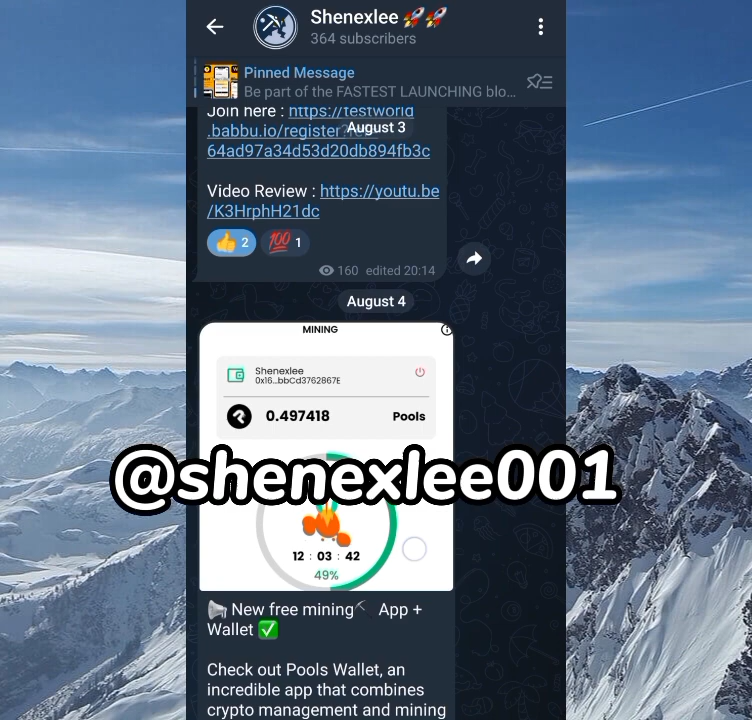 Shenexlee 🚀🚀
364 subscribers
Pinned Message
Be part of the FASTEST LAUNCHING blo...
Join here : https://testworld
August 3
.babbu.io/register?
64ad97a34d53d20db894fb3c
Video Review : https://youtu.be
/K3HrphH21dc
👍 2 💯 1
160 edited 20:14
August 4
MINING
Shenexlee
0x16...bbCd3762867E
0.497418 Pools
@shenexlee001
12 : 03 : 42
49%
📢 New free mining⛏ App +
Wallet ✅
Check out Pools Wallet, an
incredible app that combines
crypto management and mining